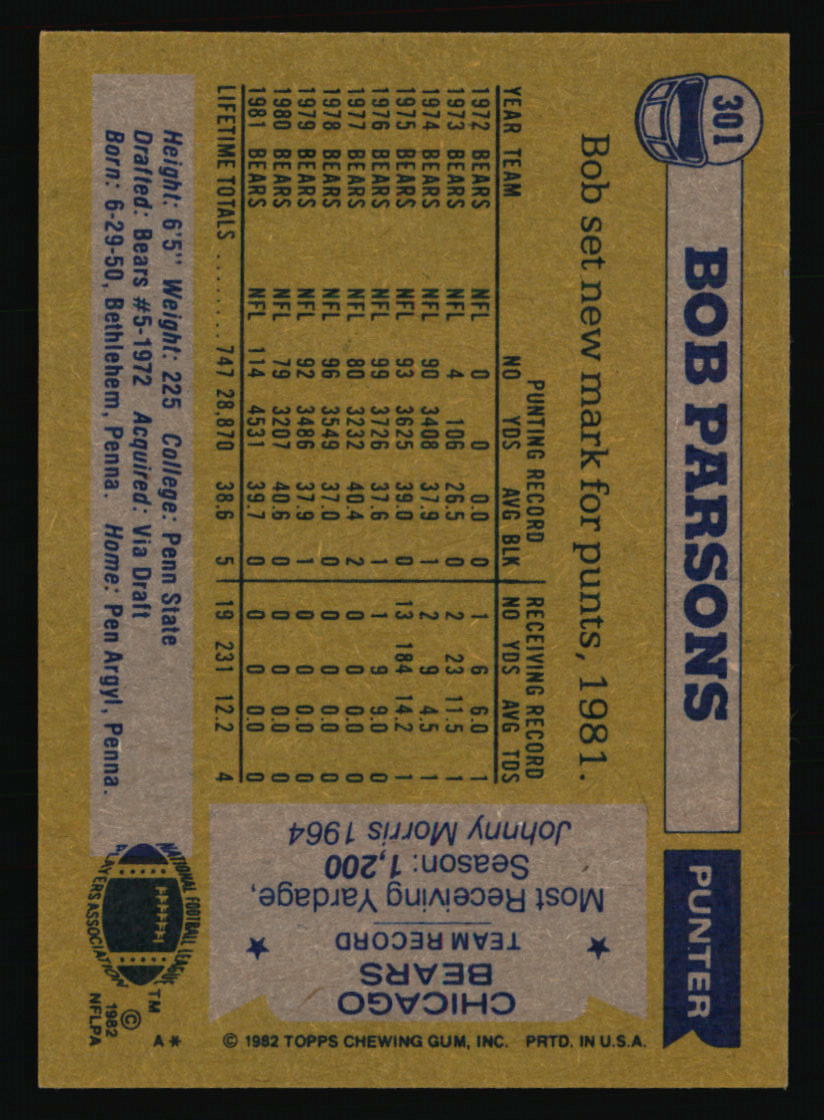 301
BOB PARSONS
PUNTER
Bob set new mark for punts, 1981.
PUNTING RECORD RECEIVING RECORD
YEAR TEAM NO YDS AVG BLK NO YDS AVG TDS
1972 BEARS NFL 0 0 0.0 0 1 6 6.0 1
1973 BEARS NFL 4 106 26.5 0 2 23 11.5 1
1974 BEARS NFL 90 3408 37.9 1 2 9 4.5 1
1975 BEARS NFL 93 3625 39.0 0 13 184 14.2 1
1976 BEARS NFL 99 3726 37.6 1 1 9 9.0 0
1977 BEARS NFL 80 3232 40.4 2 0 0 0.0 0
1978 BEARS NFL 96 3549 37.0 0 0 0 0.0 0
1979 BEARS NFL 92 3486 37.9 1 0 0 0.0 0
1980 BEARS NFL 79 3207 40.6 0 0 0 0.0 0
1981 BEARS NFL 114 4531 39.7 0 0 0 0.0 0
LIFETIME TOTALS ........ 747 28,870 38.6 5 19 231 12.2 4
Height: 6'5" Weight: 225 College: Penn State
Drafted: Bears #5-1972 Acquired: Via Draft
Born: 6-29-50, Bethlehem, Penna. Home: Pen Argyl, Penna.
CHICAGO
BEARS
TEAM RECORD
Most Receiving Yardage,
Season: 1,200
Johnny Morris 1964
NATIONAL FOOTBALL LEAGUE
PLAYERS ASSOCIATION
TM
©
1982
NFLPA
A*
© 1982 TOPPS CHEWING GUM, INC. PRTD. IN U.S.A.